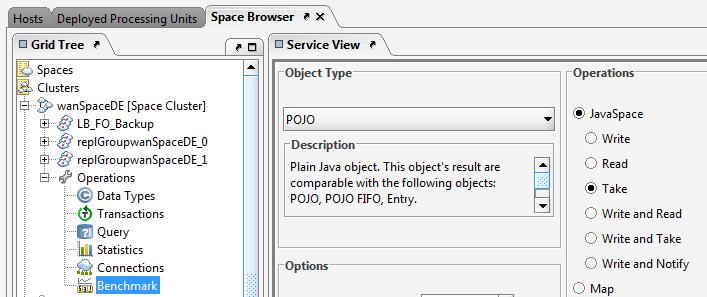 Hosts
Deployed Processing Units
Space Browser
Grid Tree
Spaces
Clusters
wanSpaceDE [Space Cluster]
LB_FO_Backup
replGroupwanSpaceDE_0
replGroupwanSpaceDE_1
Operations
Data Types
Transactions
Query
Statistics
Connections
Benchmark
Service View
Object Type
POJO
Description
Plain Java object. This object's result are
comparable with the following objects:
POJO, POJO FIFO, Entry.
Options
Operations
JavaSpace
Write
Read
Take
Write and Read
Write and Take
Write and Notify
Map